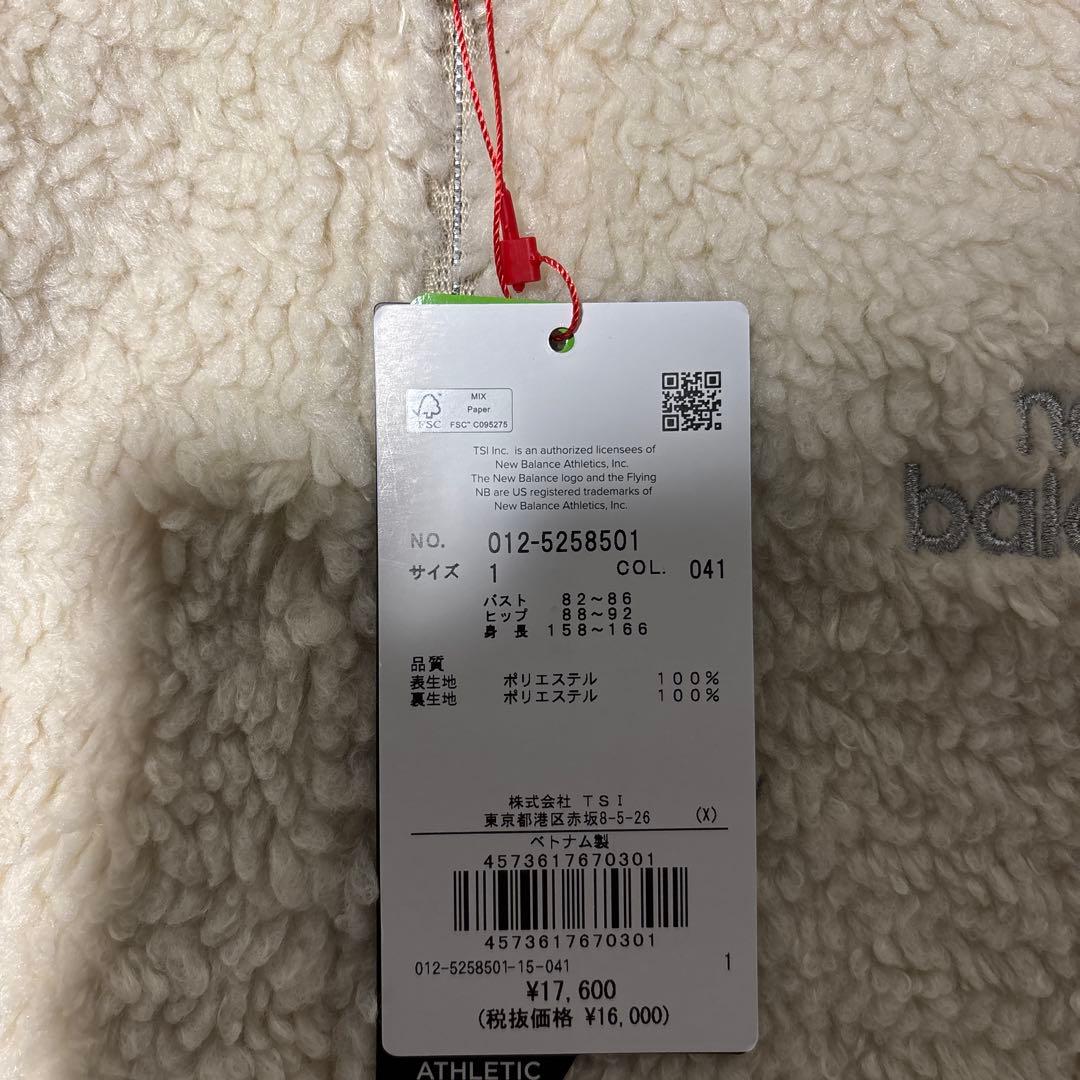 MIX
Paper
FSC
FSC™ C095275
TSI Inc. is an authorized licensees of
New Balance Athletics, Inc.
The New Balance logo and the Flying
NB are US registered trademarks of
New Balance Athletics, Inc.
NO. 012-5258501
サイズ 1 COL. 041
バスト 82～86
ヒップ 88～92
身長 158～166
品質
表生地 ポリエステル 100%
裏生地 ポリエステル 100%
株式会社 TSI
東京都港区赤坂8-5-26 (X)
ベトナム製
4573617670301
4573617670301
012-5258501-15-041 1
¥17,600
(税抜価格 ¥16,000)
ATHLETIC